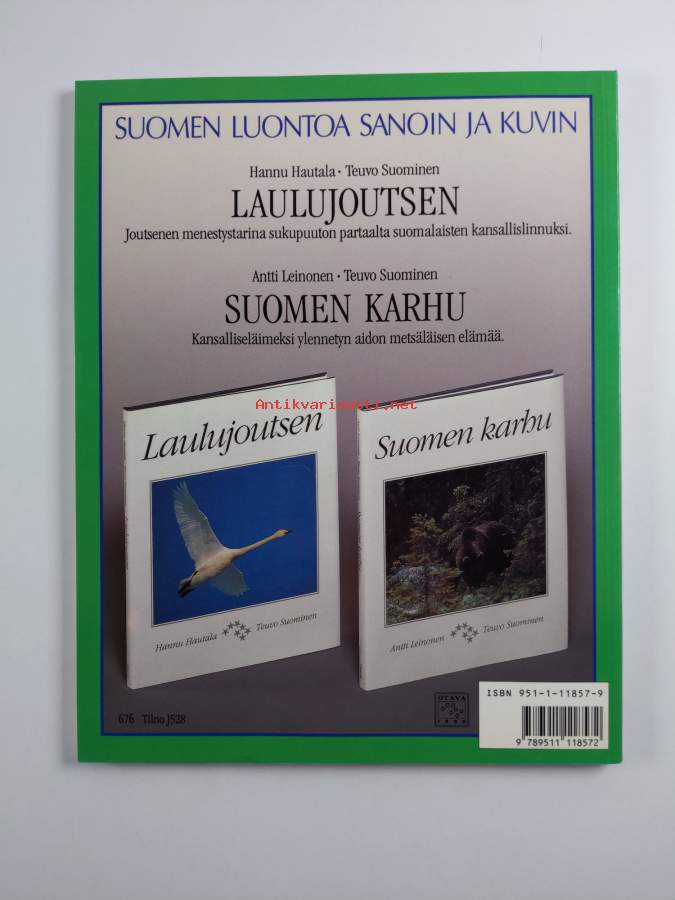 SUOMEN LUONTOA SANOIN JA KUVIN
Hannu Hautala • Teuvo Suominen
LAULUJOUTSEN
Joutsenen menestystarina sukupuuton partaalta suomalaisten kansallislinnuksi.
Antti Leinonen • Teuvo Suominen
SUOMEN KARHU
Kansalliseläimeksi ylennetyn aidon metsäläisen elämää.
Antikvariaatti.net
Laulujoutsen
Hannu Hautala Teuvo Suominen
Suomen karhu
Antti Leinonen Teuvo Suominen
676 Tilno J528
OTAVA
1890
ISBN 951-1-11857-9
9 789511 118572